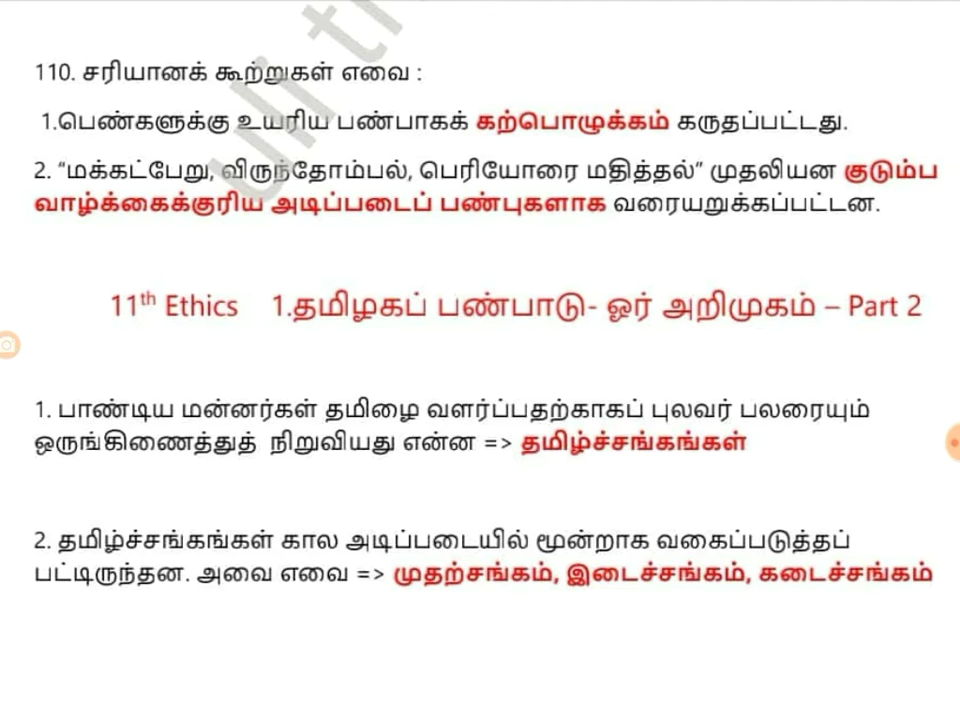 uli ti
110. சரியானக் கூற்றுகள் எவை :
1.பெண்களுக்கு உயரிய பண்பாகக் கற்பொழுக்கம் கருதப்பட்டது.
2. “மக்கட்பேறு, விருந்தோம்பல், பெரியோரை மதித்தல்” முதலியன குடும்ப
வாழ்க்கைக்குரிய அடிப்படைப் பண்புகளாக வரையறுக்கப்பட்டன.
11th Ethics 1.தமிழகப் பண்பாடு- ஓர் அறிமுகம் – Part 2
1. பாண்டிய மன்னர்கள் தமிழை வளர்ப்பதற்காகப் புலவர் பலரையும்
ஒருங்கிணைத்துத் நிறுவியது என்ன => தமிழ்ச்சங்கங்கள்
2. தமிழ்ச்சங்கங்கள் கால அடிப்படையில் மூன்றாக வகைப்படுத்தப்
பட்டிருந்தன. அவை எவை => முதற்சங்கம், இடைச்சங்கம், கடைச்சங்கம்